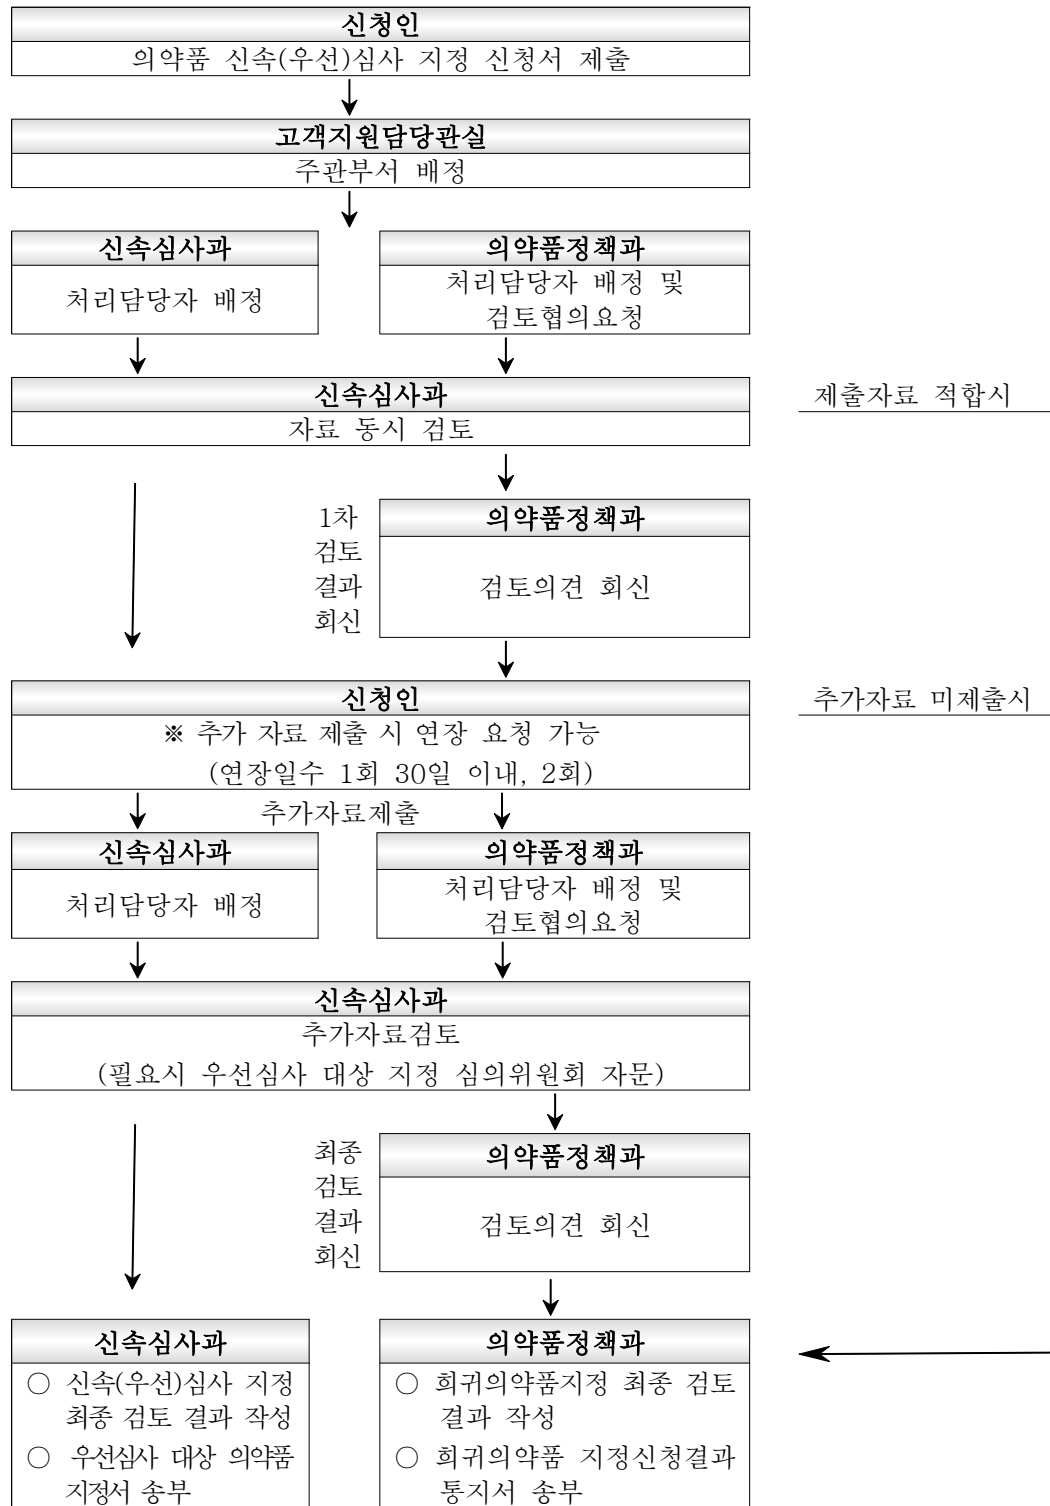 신청인
의약품 신속(우선)심사 지정 신청서 제출
고객지원담당관실
주관부서 배정
신속심사과
처리담당자 배정
의약품정책과
처리담당자 배정 및
검토협의요청
신속심사과
자료 동시 검토
제출자료 적합시
1차
검토
결과
회신
의약품정책과
검토의견 회신
신청인
※ 추가 자료 제출 시 연장 요청 가능
(연장일수 1회 30일 이내, 2회)
추가자료 미제출시
추가자료제출
신속심사과
처리담당자 배정
의약품정책과
처리담당자 배정 및
검토협의요청
신속심사과
추가자료검토
(필요시 우선심사 대상 지정 심의위원회 자문)
최종
검토
결과
회신
의약품정책과
검토의견 회신
신속심사과
○ 신속(우선)심사 지정
최종 검토 결과 작성
○ 우선심사 대상 의약품
지정서 송부
의약품정책과
○ 희귀의약품지정 최종 검토
결과 작성
○ 희귀의약품 지정신청결과
통지서 송부